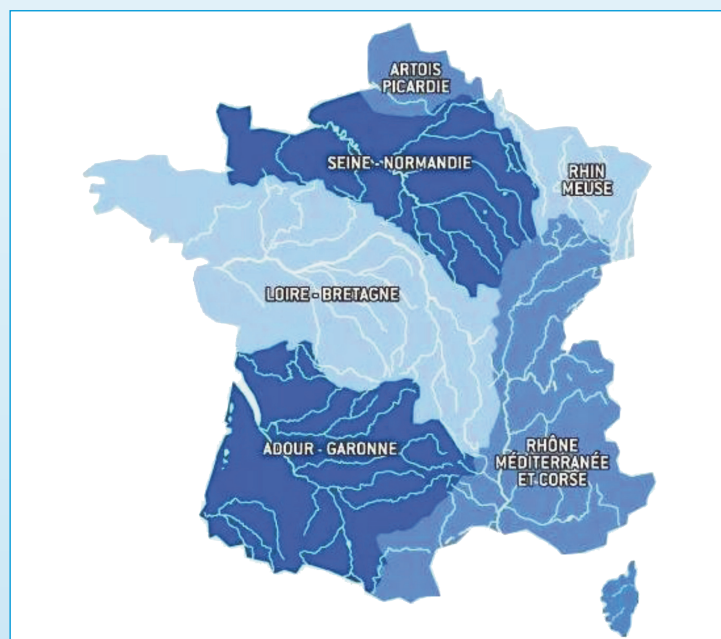 ARTOIS
PICARDIE
SEINE - NORMANDIE
RHIN
MEUSE
LOIRE - BRETAGNE
ADOUR - GARONNE
RHÔNE
MÉDITERRANÉE
ET CORSE